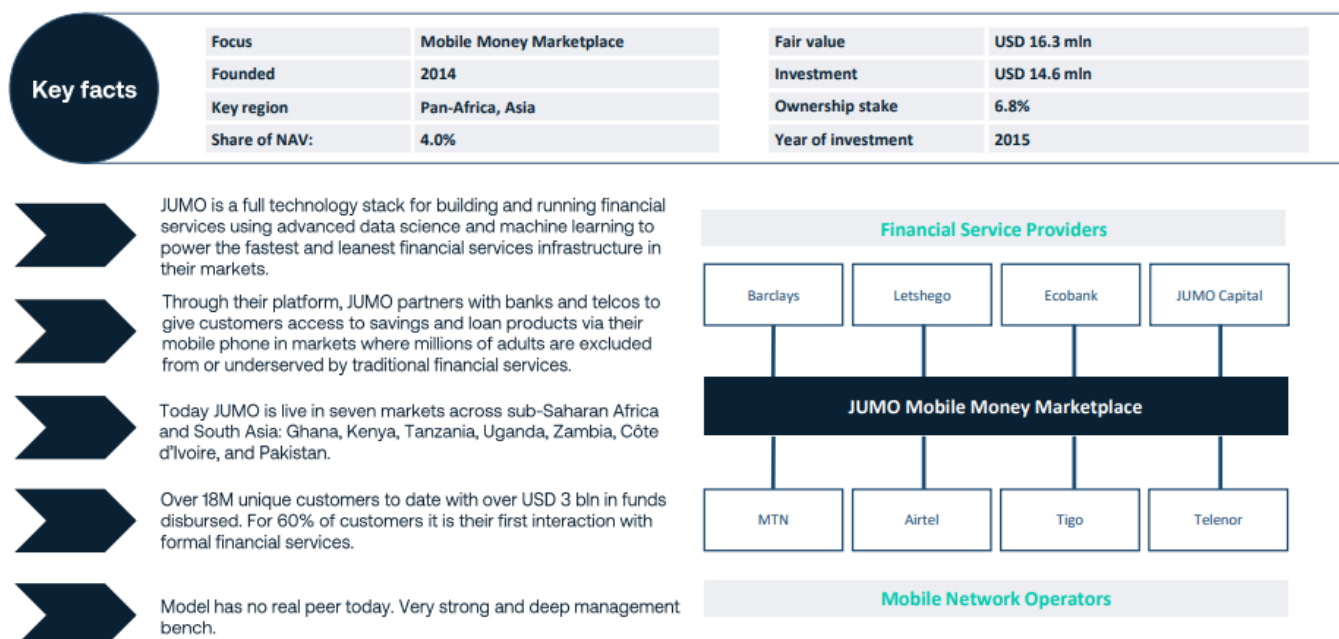 Key facts
Focus Mobile Money Marketplace
Founded 2014
Key region Pan-Africa, Asia
Share of NAV: 4.0%
Fair value USD 16.3 mln
Investment USD 14.6 mln
Ownership stake 6.8%
Year of investment 2015
JUMO is a full technology stack for building and running financial
services using advanced data science and machine learning to
power the fastest and leanest financial services infrastructure in
their markets.
Through their platform, JUMO partners with banks and telcos to
give customers access to savings and loan products via their
mobile phone in markets where millions of adults are excluded
from or underserved by traditional financial services.
Today JUMO is live in seven markets across sub-Saharan Africa
and South Asia: Ghana, Kenya, Tanzania, Uganda, Zambia, Côte
d'Ivoire, and Pakistan.
Over 18M unique customers to date with over USD 3 bln in funds
disbursed. For 60% of customers it is their first interaction with
formal financial services.
Model has no real peer today. Very strong and deep management
bench.
Financial Service Providers
Barclays Letshego Ecobank JUMO Capital
JUMO Mobile Money Marketplace
MTN Airtel Tigo Telenor
Mobile Network Operators